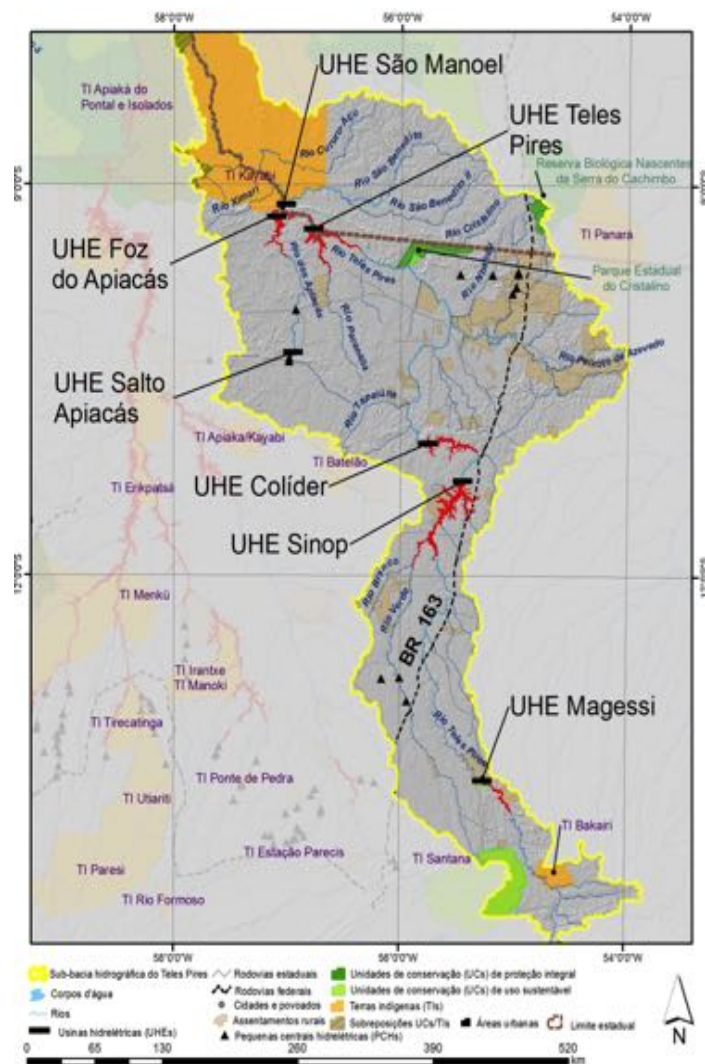 58°0'0"O
56°0'0"O
54°0'0"O
UHE São Manoel
TI Apiaká do
Pontal e Isolados
UHE Teles
Pires
Rio Cururu Açu
Rio São Benedito
Reserva Biológica Nascentes
da Serra do Cachimbo
TI Kayabi
9°0'0"S
Rio Ximari
Rio São Benedito II
Rio Cristalino
TI Panará
UHE Foz
do Apiacás
Rio Teles Pires
Rio dos Apiacás
Parque Estadual
do Cristalino
Rio Paranaíta
Rio Peixoto de Azevedo
UHE Salto
Apiacás
Rio Tapaiúna
TI Apiaka/Kayabi
TI Batelão
TI Erikpatsá
UHE Colíder
UHE Sinop
12°0'0"S
TI Menkü
Rio Verde
BR 163
TI Irantxe
TI Manoki
TI Tirecatinga
UHE Magessi
Rio Teles Pires
TI Ponte de Pedra
TI Utiariti
TI Estação Parecis
TI Santana
TI Bakairi
TI Paresi
TI Rio Formoso
58°0'0"O
56°0'0"O
54°0'0"O
Sub-bacia hidrográfica do Teles Pires
Rodovias estaduais
Unidades de conservação (UCs) de proteção integral
Corpos d'água
Rodovias federais
Unidades de conservação (UCs) de uso sustentável
Rios
Cidades e povoados
Terras indígenas (TIs)
Usinas hidrelétricas (UHEs)
Assentamentos rurais
Sobreposições UCs/TIs
Áreas urbanas
Limite estadual
Pequenas centrais hidrelétricas (PCHs)
N
0 65 130 260 390 520
km